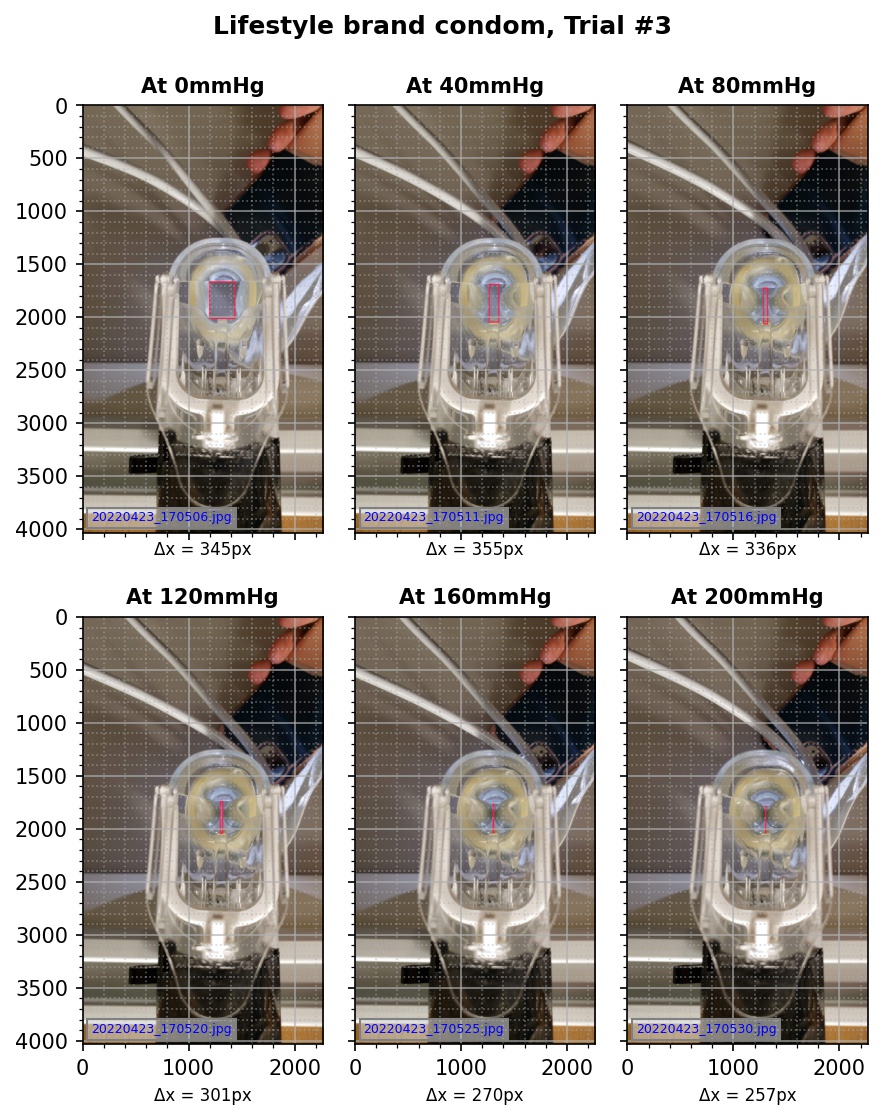 Lifestyle brand condom, Trial #3
At 0mmHg
At 40mmHg
At 80mmHg
0
500
1000
1500
2000
2500
3000
3500
4000
20220423_170506.jpg
20220423_170511.jpg
20220423_170516.jpg
Δx = 345px
Δx = 355px
Δx = 336px
At 120mmHg
At 160mmHg
At 200mmHg
0
500
1000
1500
2000
2500
3000
3500
4000
20220423_170520.jpg
20220423_170525.jpg
20220423_170530.jpg
0 1000 2000
0 1000 2000
0 1000 2000
Δx = 301px
Δx = 270px
Δx = 257px